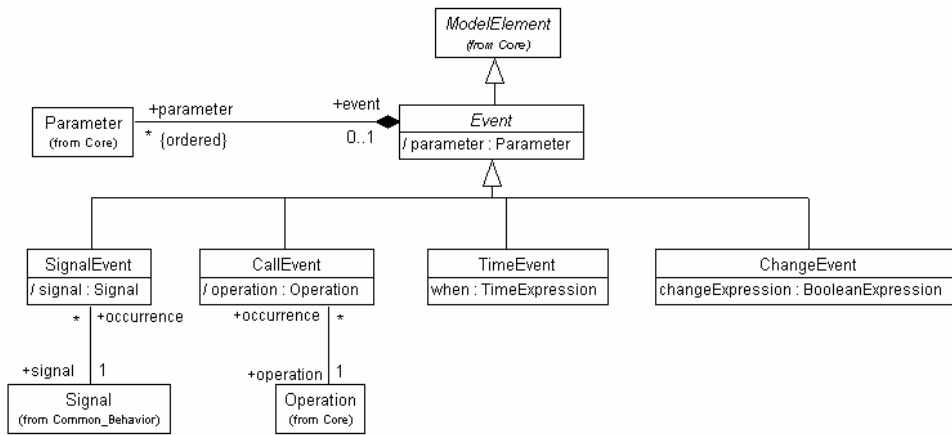 ModelElement
(from Core)
Parameter
(from Core)
+parameter
* {ordered}
+event
0..1
Event
/ parameter : Parameter
SignalEvent
/ signal : Signal
CallEvent
/ operation : Operation
TimeEvent
when : TimeExpression
ChangeEvent
changeExpression : BooleanExpression
* +occurrence
+occurrence *
+signal 1
+operation 1
Signal
(from Common_Behavior)
Operation
(from Core)